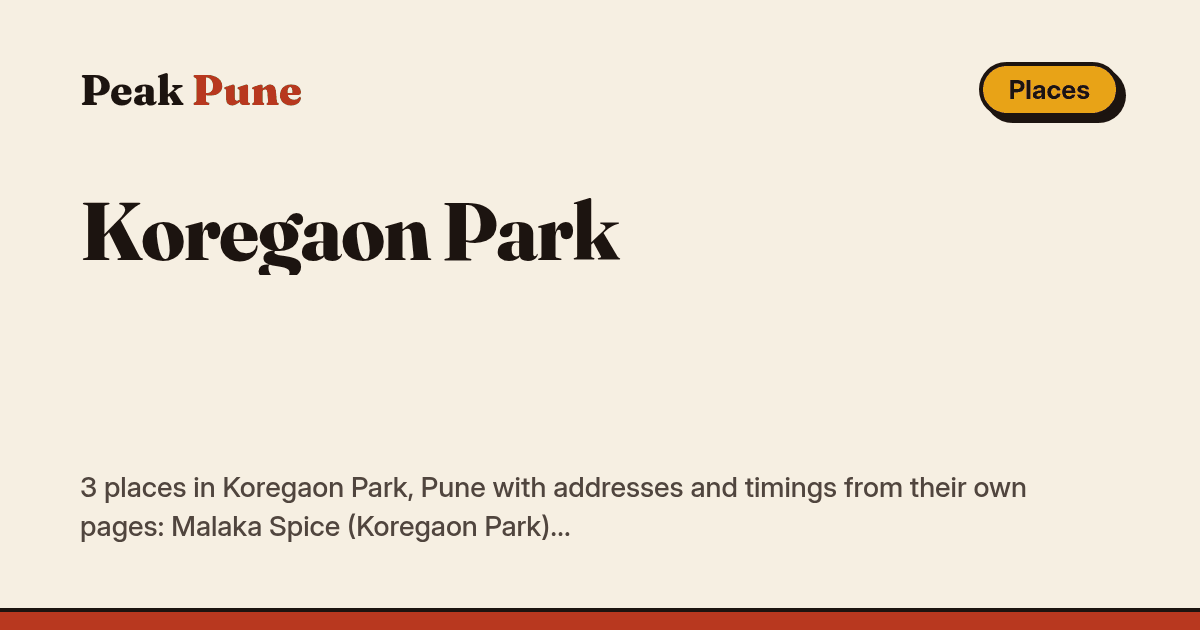 Peak Pune
Places
Koregaon Park
3 places in Koregaon Park, Pune with addresses and timings from their own
pages: Malaka Spice (Koregaon Park)...